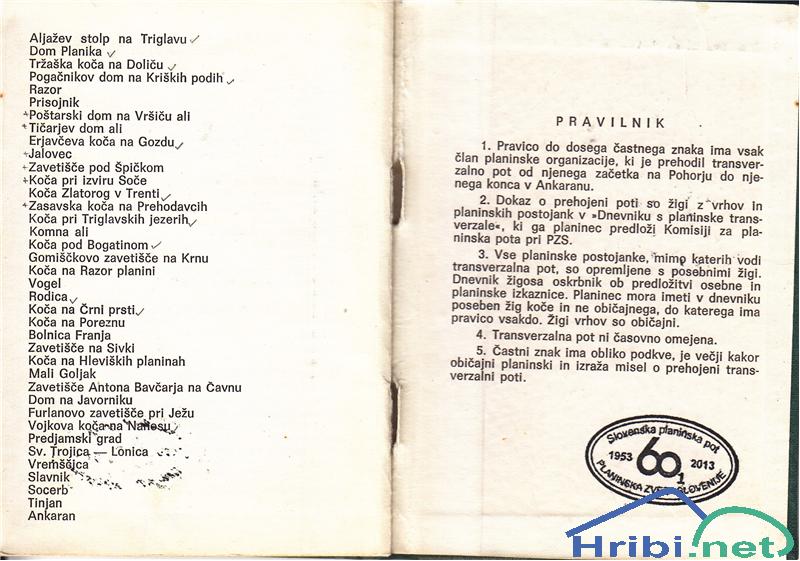 Aljažev stolp na Triglavu
Dom Planika
Tržaška koča na Doliču
Pogačnikov dom na Kriških podih
Razor
Prisojnik
Poštarski dom na Vršiču ali
Tičarjev dom ali
Erjavčeva koča na Gozdu
Jalovec
Zavetišče pod Špičkom
Koča pri izviru Soče
Koča Zlatorog v Trenti
Zasavska koča na Prehodavcih
Koča pri Triglavskih jezerih
Komna ali
Koča pod Bogatinom
Gomiščkovo zavetišče na Krnu
Koča na Razor planini
Vogel
Rodica
Koča na Črni prsti
Koča na Poreznu
Bolnica Franja
Zavetišče na Sivki
Koča na Hleviških planinah
Mali Goljak
Zavetišče Antona Bavčarja na Čavnu
Dom na Javorniku
Furlanovo zavetišče pri Ježu
Vojkova koča na Nanosu
Predjamski grad
Sv. Trojica — Lonica
Vremščica
Slavnik
Socerb
Tinjan
Ankaran
PRAVILNIK
1. Pravico do dosega častnega znaka ima vsak
član planinske organizacije, ki je prehodil transver-
zalno pot od njenega začetka na Pohorju do nje-
nega konca v Ankaranu.
2. Dokaz o prehojeni poti so žigi z vrhov in
planinskih postojank v »Dnevniku s planinske trans-
verzale«, ki ga planinec predloži Komisiji za pla-
ninska pota pri PZS.
3. Vse planinske postojanke, mimo katerih vodi
transverzalna pot, so opremljene s posebnimi žigi.
Dnevnik žigosa oskrbnik ob predložitvi osebne in
planinske izkaznice. Planinec mora imeti v dnevniku
poseben žig koče in ne običajnega, do katerega ima
pravico vsakdo. Žigi vrhov so običajni.
4. Transverzalna pot ni časovno omejena.
5. Častni znak ima obliko podkve, je večji kakor
običajni planinski in izraža misel o prehojeni trans-
verzalni poti.
Slovenska planinska pot
1953 60 2013
1
PLANINSKA ZVEZA SLOVENIJE
Hribi.net